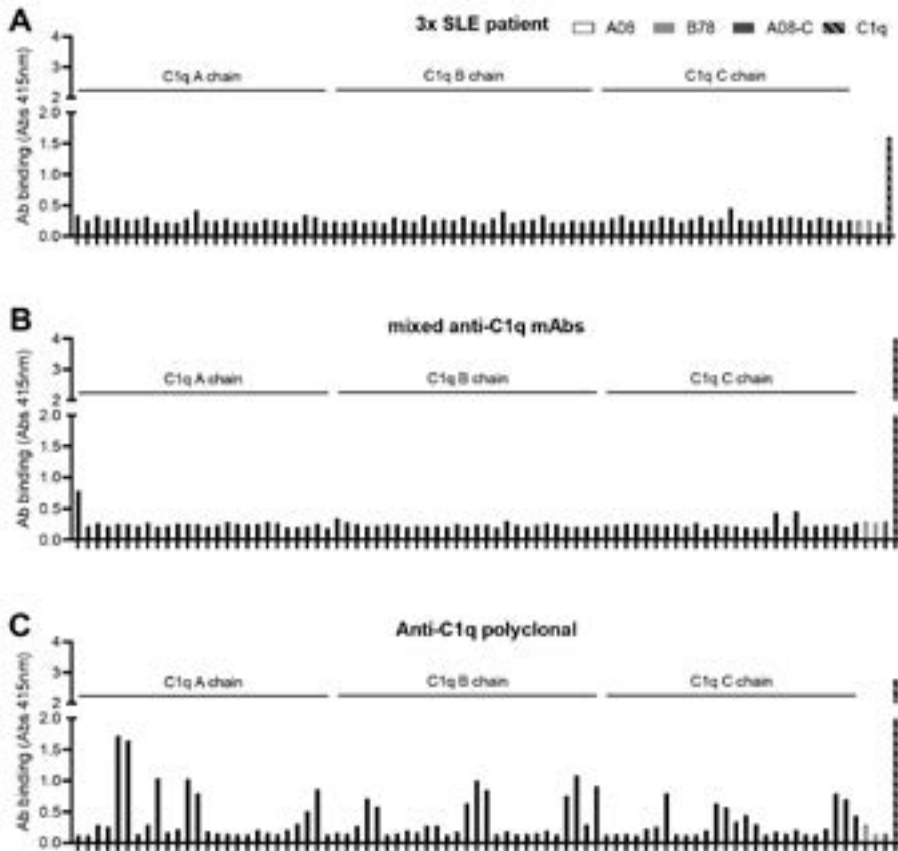 A
3x SLE patient
A08 B78 A08-C C1q
Ab binding (Abs 415nm)
4
3
2
2.0
1.5
1.0
0.5
0.0
C1q A chain C1q B chain C1q C chain
B
mixed anti-C1q mAbs
Ab binding (Abs 415nm)
4
3
2
2.0
1.5
1.0
0.5
0.0
C1q A chain C1q B chain C1q C chain
C
Anti-C1q polyclonal
Ab binding (Abs 415nm)
4
3
2
2.0
1.5
1.0
0.5
0.0
C1q A chain C1q B chain C1q C chain